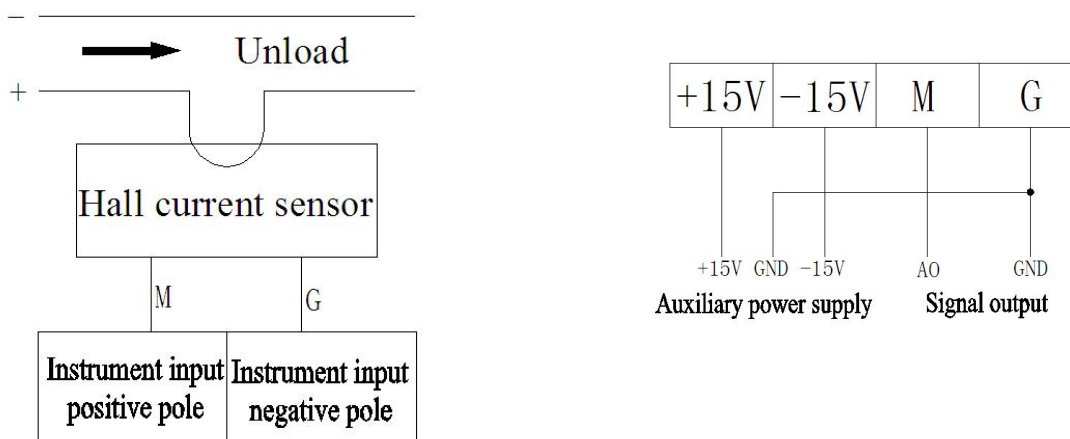 −
Unload
+
Hall current sensor
M
G
Instrument input
positive pole
Instrument input
negative pole
+15V
-15V
M
G
+15V
GND
-15V
AO
GND
Auxiliary power supply
Signal output